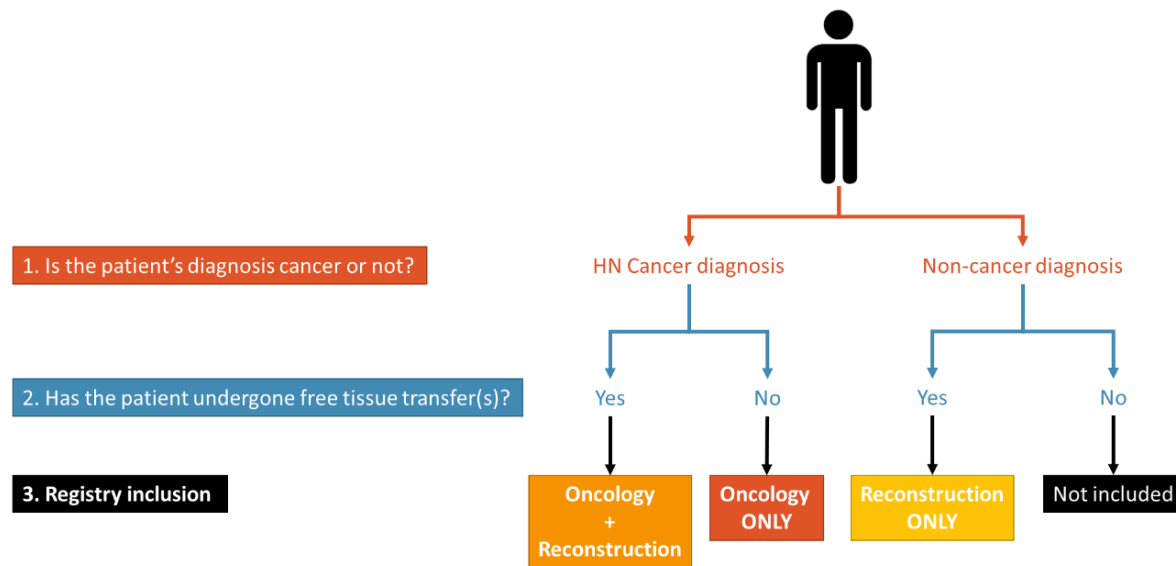 1. Is the patient’s diagnosis cancer or not?
HN Cancer diagnosis
Non-cancer diagnosis
2. Has the patient undergone free tissue transfer(s)?
Yes
No
Yes
No
3. Registry inclusion
Oncology
+
Reconstruction
Oncology
ONLY
Reconstruction
ONLY
Not included